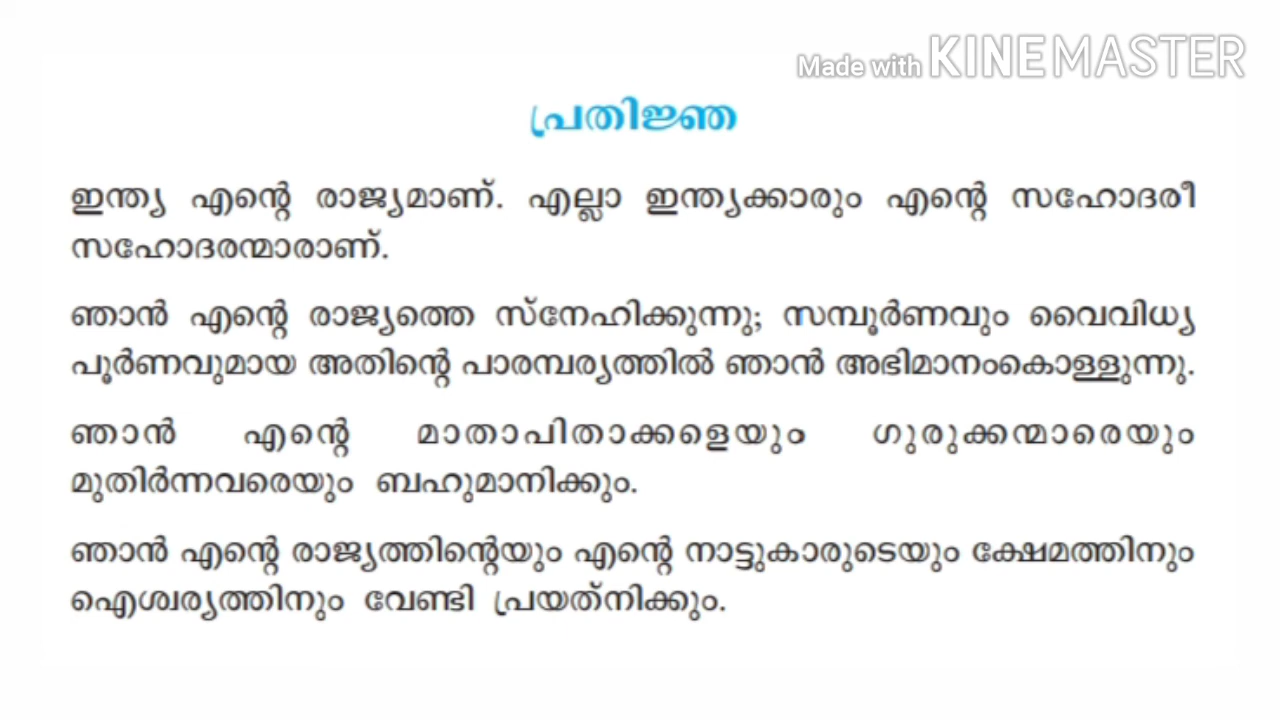 Made with KINEMASTER
പ്രതിജ്ഞ
ഇന്ത്യ എന്റെ രാജ്യമാണ്. എല്ലാ ഇന്ത്യക്കാരും എന്റെ സഹോദരീ
സഹോദരന്മാരാണ്.
ഞാൻ എന്റെ രാജ്യത്തെ സ്നേഹിക്കുന്നു; സമ്പൂർണവും വൈവിധ്യ
പൂർണവുമായ അതിന്റെ പാരമ്പര്യത്തിൽ ഞാൻ അഭിമാനംകൊള്ളുന്നു.
ഞാൻ എന്റെ മാതാപിതാക്കളെയും ഗുരുക്കന്മാരെയും
മുതിർന്നവരെയും ബഹുമാനിക്കും.
ഞാൻ എന്റെ രാജ്യത്തിന്റെയും എന്റെ നാട്ടുകാരുടെയും ക്ഷേമത്തിനും
ഐശ്വര്യത്തിനും വേണ്ടി പ്രയത്നിക്കും.